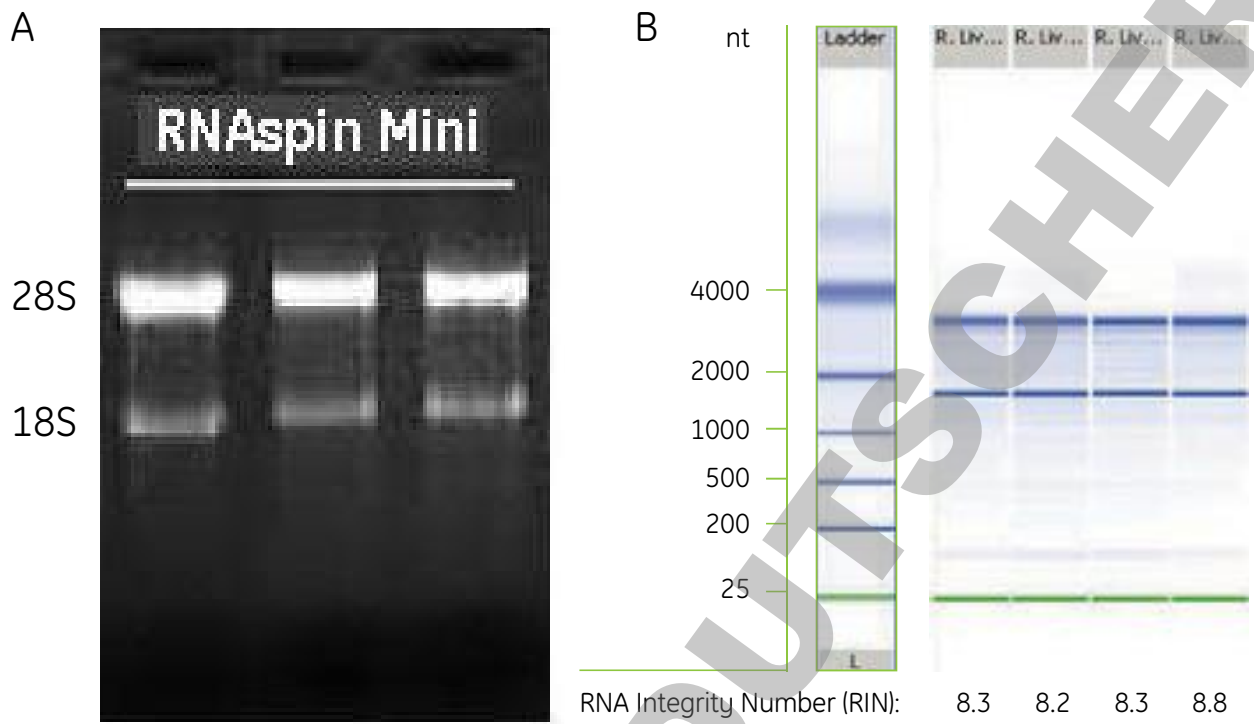 A
RNAspin Mini
28S
18S
B
nt
Ladder
R. Liv... R. Liv... R. Liv... R. Liv...
4000
2000
1000
500
200
25
L
RNA Integrity Number (RIN): 8.3 8.2 8.3 8.8
DUTSCHER